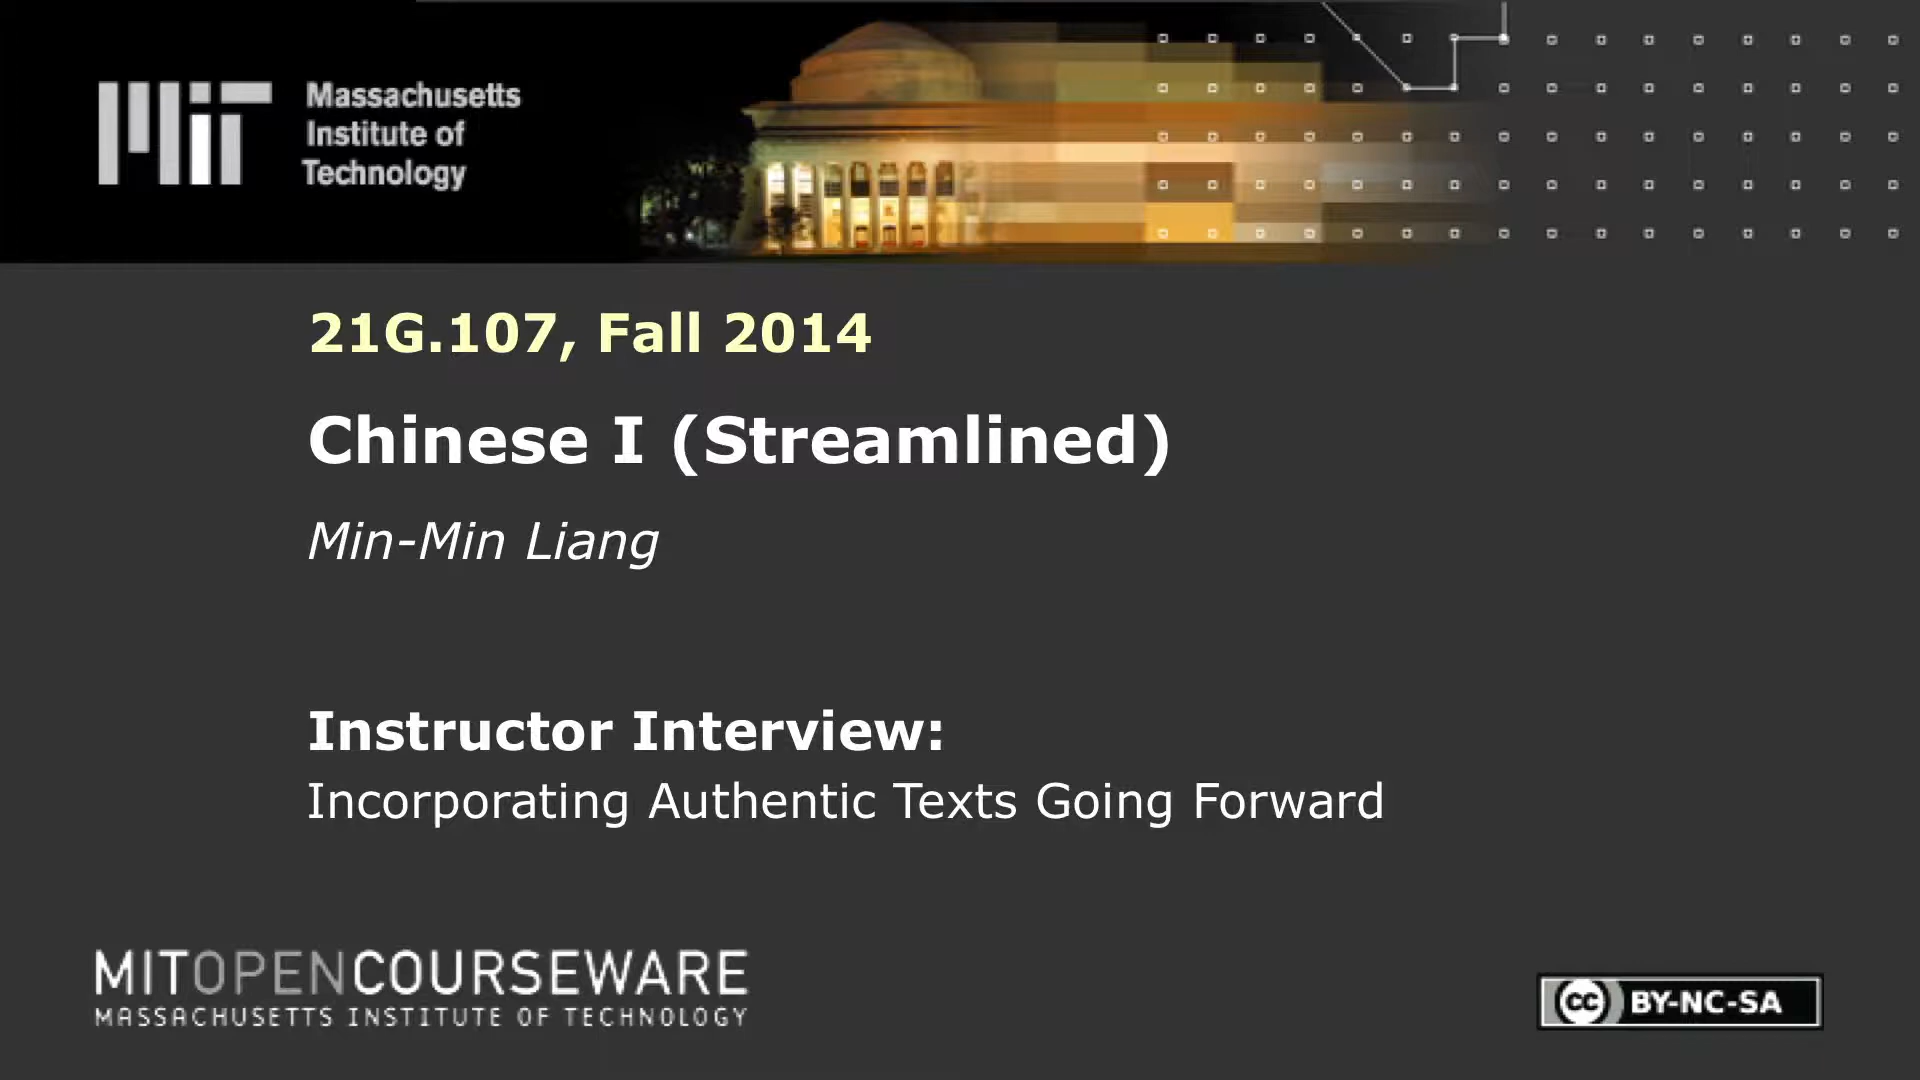 MIT
Massachusetts
Institute of
Technology
21G.107, Fall 2014
Chinese I (Streamlined)
Min-Min Liang
Instructor Interview:
Incorporating Authentic Texts Going Forward
MITOPENCOURSEWARE
MASSACHUSETTS INSTITUTE OF TECHNOLOGY
cc BY-NC-SA